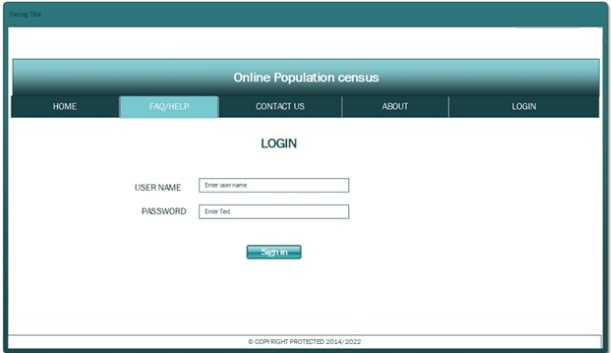 Dialog Title
Online Population census
HOME FAQ/HELP CONTACT US ABOUT LOGIN
LOGIN
USER NAME Enter user name
PASSWORD Enter Text
Sign in
© COPYRIGHT PROTECTED 2014/2022